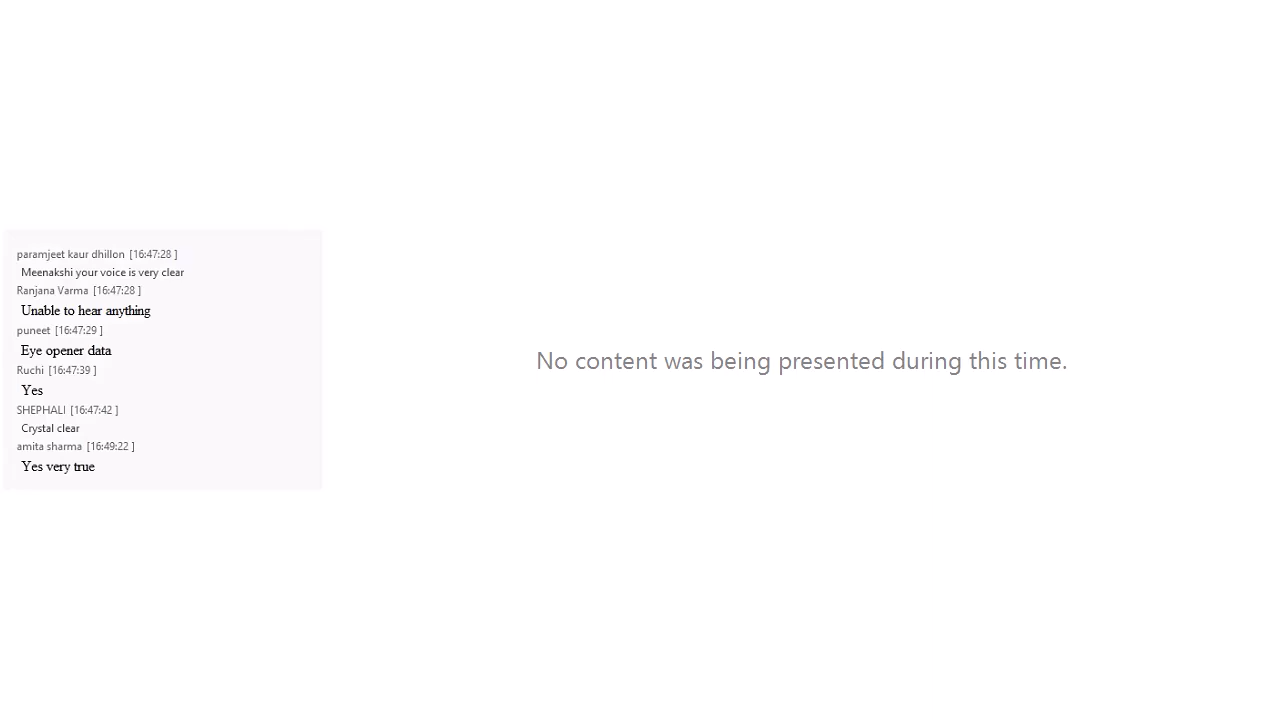 paramjeet kaur dhillon [16:47:28 ]
Meenakshi your voice is very clear
Ranjana Varma [16:47:28 ]
Unable to hear anything
puneet [16:47:29 ]
Eye opener data
Ruchi [16:47:39 ]
Yes
SHEPHALI [16:47:42 ]
Crystal clear
amita sharma [16:49:22 ]
Yes very true
No content was being presented during this time.